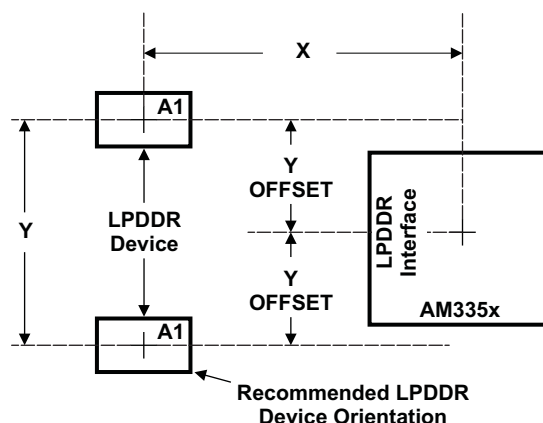 X
A1
Y
OFFSET
LPDDR
Device
Y
LPDDR
Interface
Y
OFFSET
A1
AM335x
Recommended LPDDR
Device Orientation